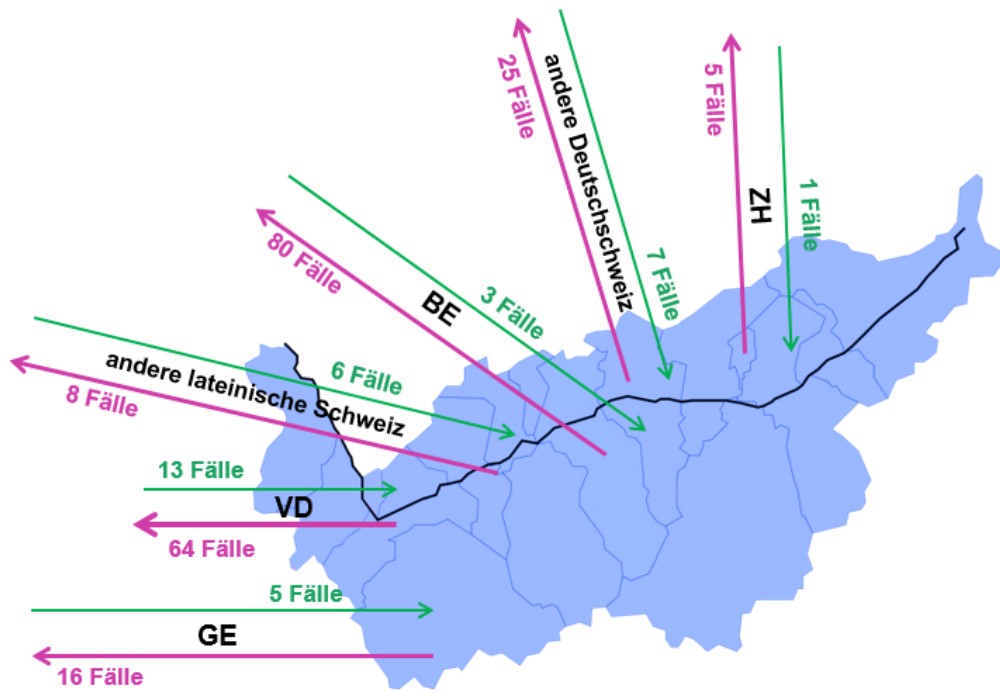 25 Fälle
andere Deutschschweiz
7 Fälle
5 Fälle
ZH
1 Fälle
80 Fälle
BE
3 Fälle
6 Fälle
andere lateinische Schweiz
8 Fälle
13 Fälle
VD
64 Fälle
5 Fälle
GE
16 Fälle